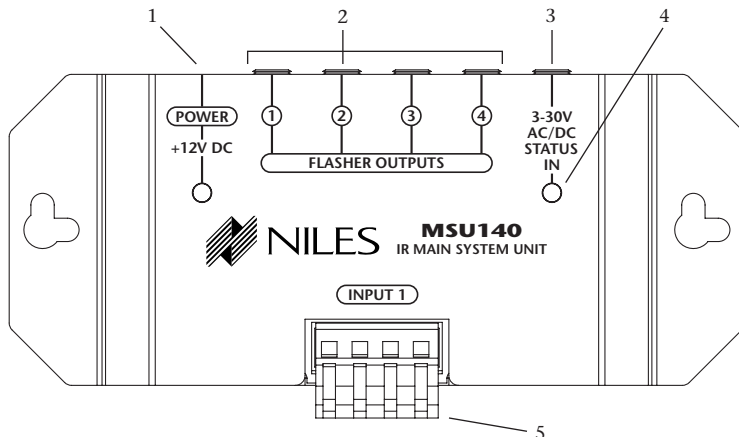 1
2
3
4
POWER
+12V DC
1
2
3
4
FLASHER OUTPUTS
3-30V
AC/DC
STATUS
IN
NILES
MSU140
IR MAIN SYSTEM UNIT
INPUT 1
5